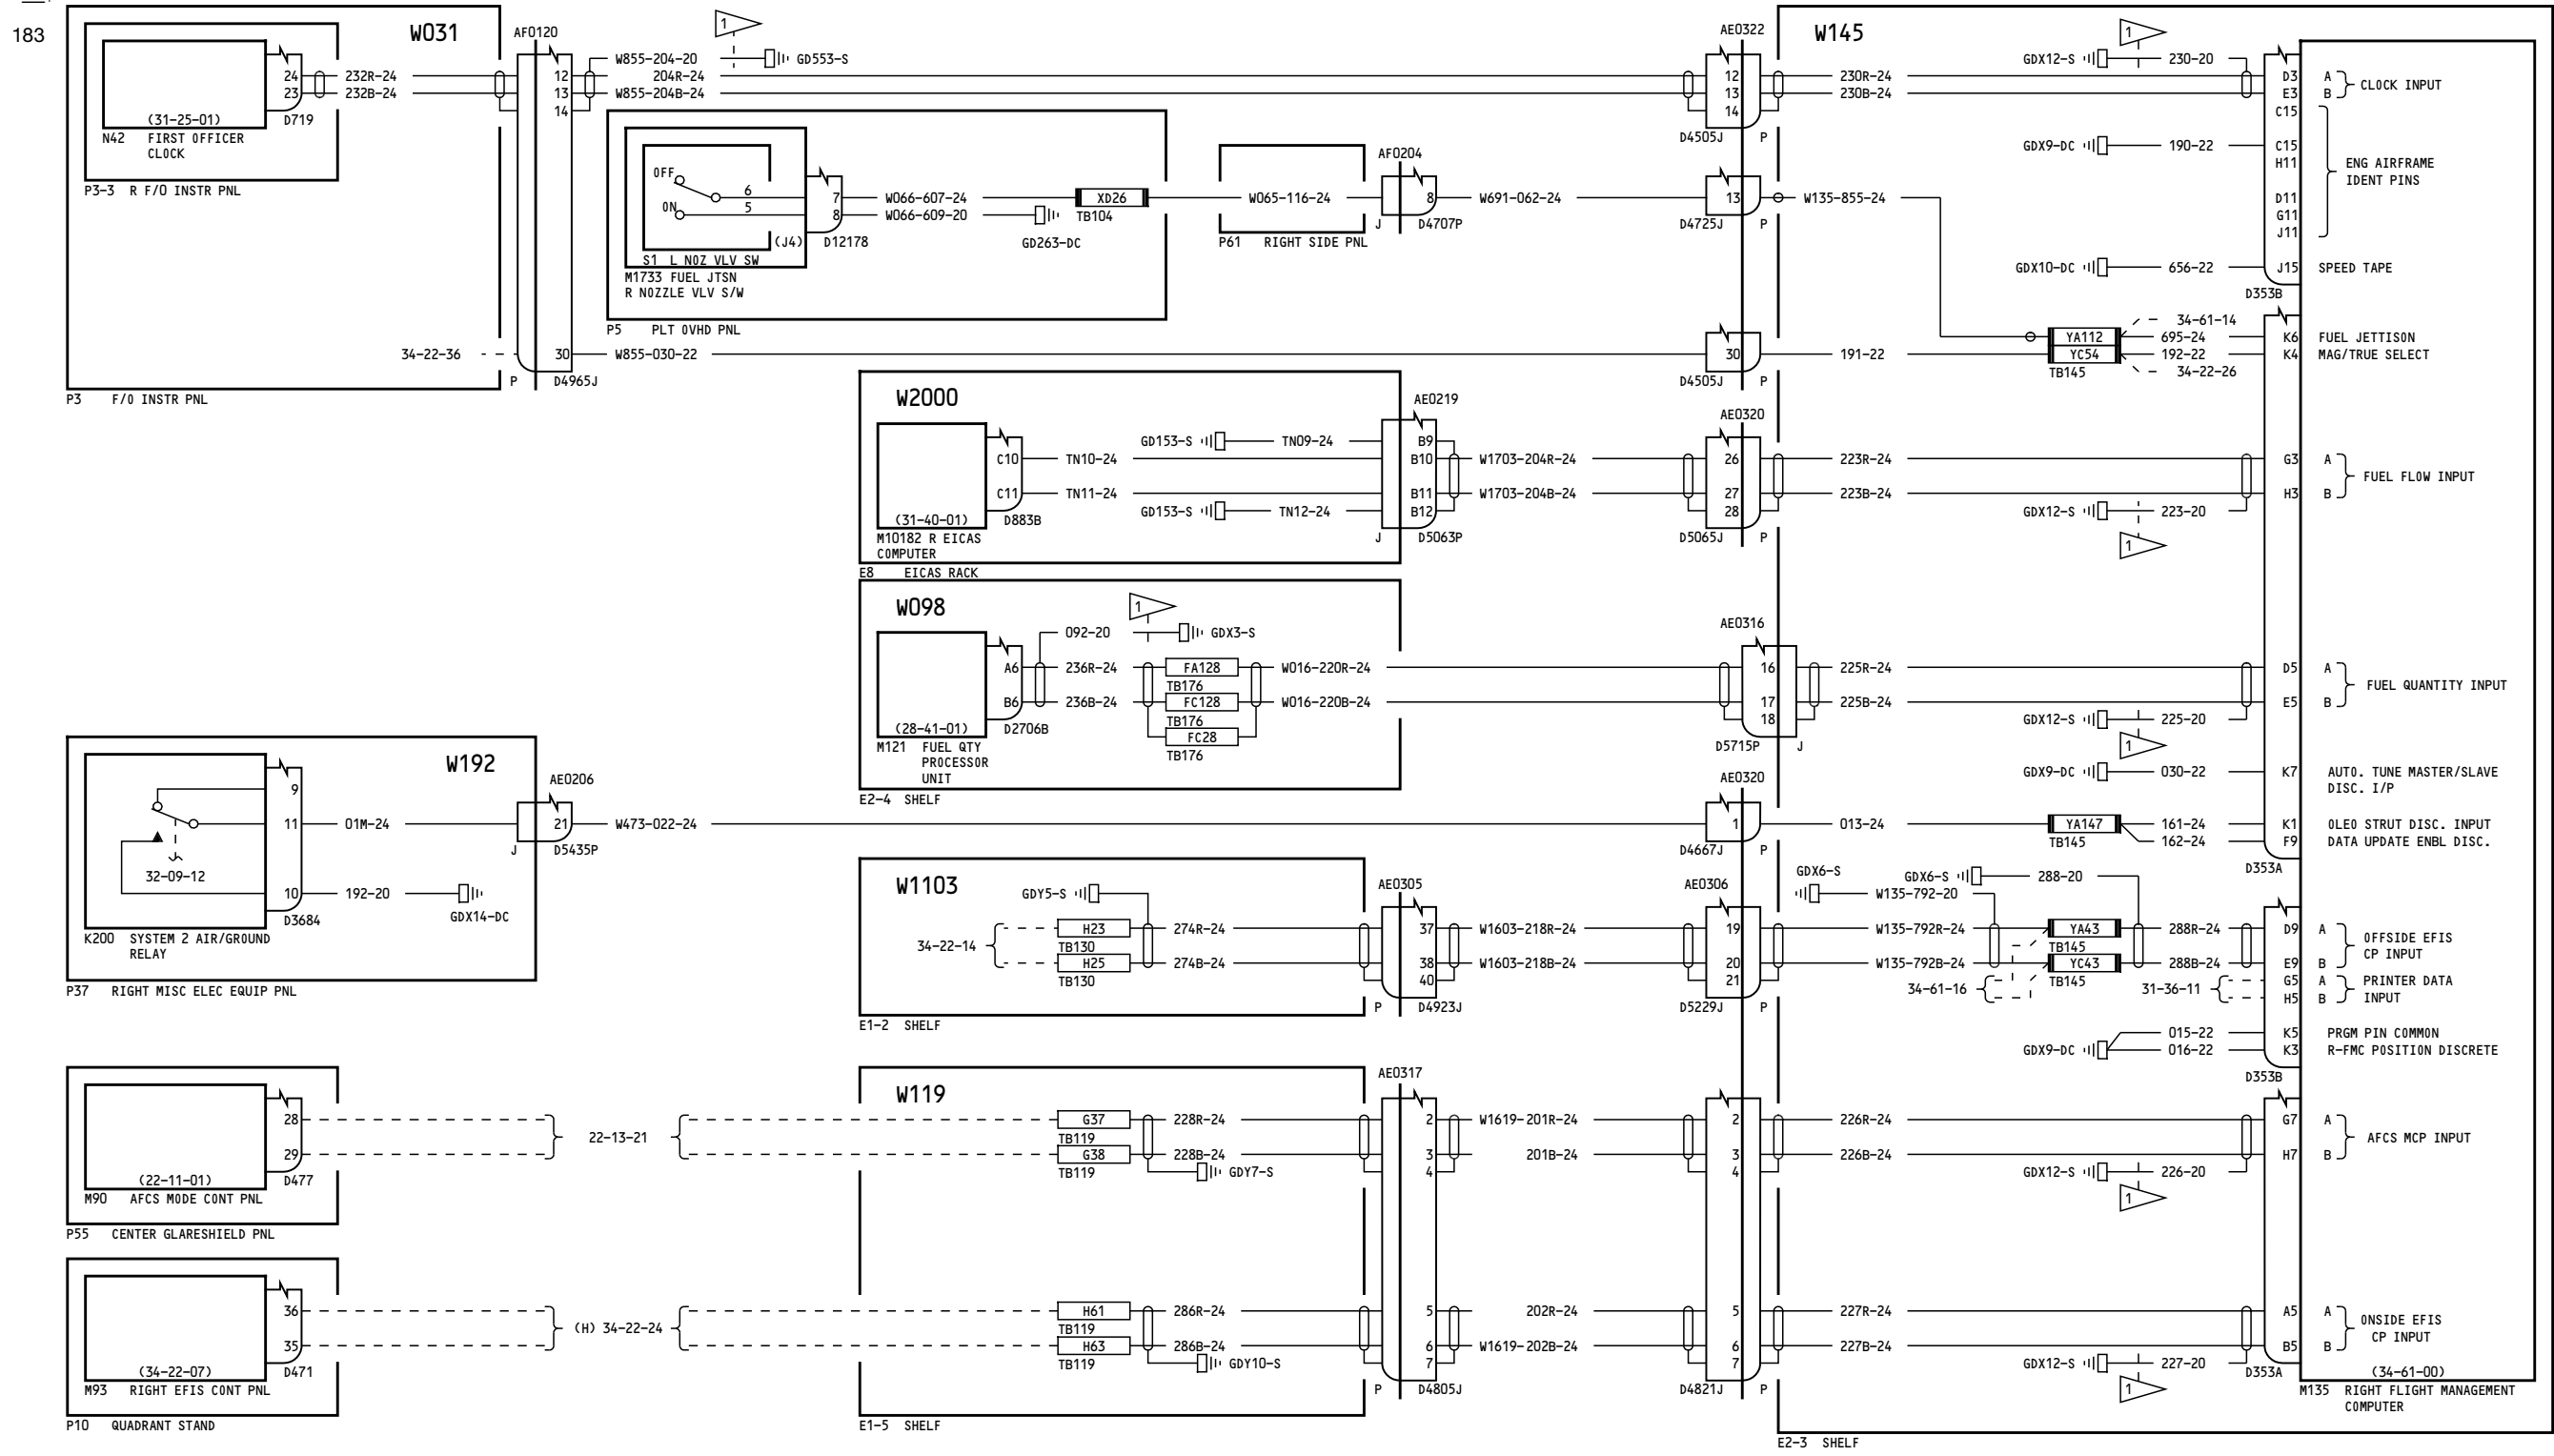 183
W031
24
23
232R-24
232B-24
(31-25-01)
D719
N42 FIRST OFFICER
CLOCK
P3-3 R F/O INSTR PNL
34-22-36
P3 F/O INSTR PNL
AF0120
12
13
14
30
P
D4965J
W855-204-20
204R-24
W855-204B-24
1
GD553-S
W855-030-22
OFF
ON
6
5
(J4)
7
8
D12178
S1 L NOZ VLV SW
M1733 FUEL JTSN
R NOZZLE VLV S/W
W066-607-24
W066-609-20
XD26
TB104
GD263-DC
P5 PLT OVHD PNL
W065-116-24
P61 RIGHT SIDE PNL
AF0204
8
J
D4707P
W691-062-24
AE0322
12
13
14
D4505J
P
13
D4725J
P
30
D4505J
P
W145
1
GDX12-S
230-20
230R-24
230B-24
GDX9-DC
190-22
W135-855-24
GDX10-DC
656-22
191-22
YA112
YC54
TB145
34-61-14
695-24
192-22
34-22-26
D3
E3
C15
C15
H11
D11
G11
J11
J15
D353B
A
B
CLOCK INPUT
ENG AIRFRAME
IDENT PINS
SPEED TAPE
K6
K4
FUEL JETTISON
MAG/TRUE SELECT
W2000
C10
C11
(31-40-01)
D883B
M10182 R EICAS
COMPUTER
E8 EICAS RACK
TN10-24
TN11-24
GD153-S
TN09-24
GD153-S
TN12-24
AE0219
B9
B10
B11
B12
J
D5063P
W1703-204R-24
W1703-204B-24
AE0320
26
27
28
D5065J
P
223R-24
223B-24
GDX12-S
223-20
1
G3
H3
A
B
FUEL FLOW INPUT
W098
A6
B6
(28-41-01)
D2706B
M121 FUEL QTY
PROCESSOR
UNIT
E2-4 SHELF
092-20
1
GDX3-S
236R-24
236B-24
FA128
TB176
FC128
TB176
FC28
TB176
W016-220R-24
W016-220B-24
AE0316
16
17
18
D5715P
J
225R-24
225B-24
GDX12-S
225-20
1
D5
E5
A
B
FUEL QUANTITY INPUT
GDX9-DC
030-22
K7
AUTO. TUNE MASTER/SLAVE
DISC. I/P
W192
9
11
10
32-09-12
D3684
K200 SYSTEM 2 AIR/GROUND
RELAY
P37 RIGHT MISC ELEC EQUIP PNL
01M-24
192-20
GDX14-DC
AE0206
21
J
D5435P
W473-022-24
AE0320
1
D4667J
P
013-24
YA147
TB145
161-24
162-24
K1
F9
OLEO STRUT DISC. INPUT
DATA UPDATE ENBL DISC.
D353A
W1103
GDY5-S
34-22-14
H23
TB130
H25
TB130
274R-24
274B-24
E1-2 SHELF
AE0305
37
38
40
P
D4923J
W1603-218R-24
W1603-218B-24
AE0306
19
20
21
D5229J
P
GDX6-S
W135-792-20
W135-792R-24
W135-792B-24
GDX6-S
288-20
YA43
TB145
YC43
TB145
34-61-16
288R-24
288B-24
31-36-11
D9
E9
G5
H5
A
B
A
B
OFFSIDE EFIS
CP INPUT
PRINTER DATA
INPUT
GDX9-DC
015-22
016-22
K5
K3
PRGM PIN COMMON
R-FMC POSITION DISCRETE
D353B
28
29
(22-11-01)
D477
M90 AFCS MODE CONT PNL
P55 CENTER GLARESHIELD PNL
22-13-21
W119
G37
TB119
G38
TB119
228R-24
228B-24
GDY7-S
AE0317
2
3
4
W1619-201R-24
201B-24
2
3
4
226R-24
226B-24
GDX12-S
226-20
1
G7
H7
A
B
AFCS MCP INPUT
36
35
(34-22-07)
D471
M93 RIGHT EFIS CONT PNL
P10 QUADRANT STAND
(H) 34-22-24
H61
TB119
H63
TB119
286R-24
286B-24
GDY10-S
E1-5 SHELF
5
6
7
P
D4805J
202R-24
W1619-202B-24
5
6
7
D4821J
P
227R-24
227B-24
GDX12-S
227-20
1
A5
B5
D353A
A
B
ONSIDE EFIS
CP INPUT
(34-61-00)
M135 RIGHT FLIGHT MANAGEMENT
COMPUTER
E2-3 SHELF